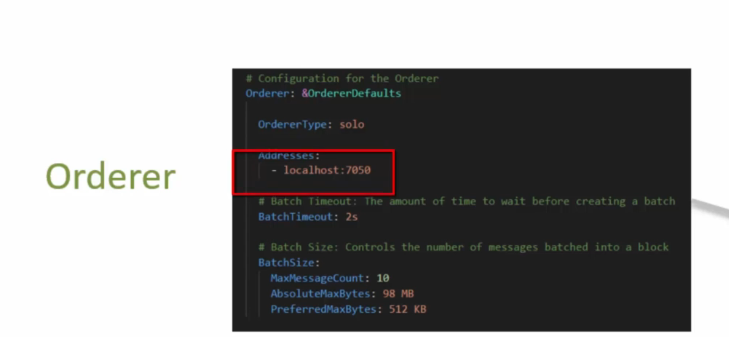 Orderer
# Configuration for the Orderer
Orderer: &OrdererDefaults
OrdererType: solo
Addresses:
- localhost:7050
# Batch Timeout: The amount of time to wait before creating a batch
BatchTimeout: 2s
# Batch Size: Controls the number of messages batched into a block
BatchSize:
MaxMessageCount: 10
AbsoluteMaxBytes: 98 MB
PreferredMaxBytes: 512 KB